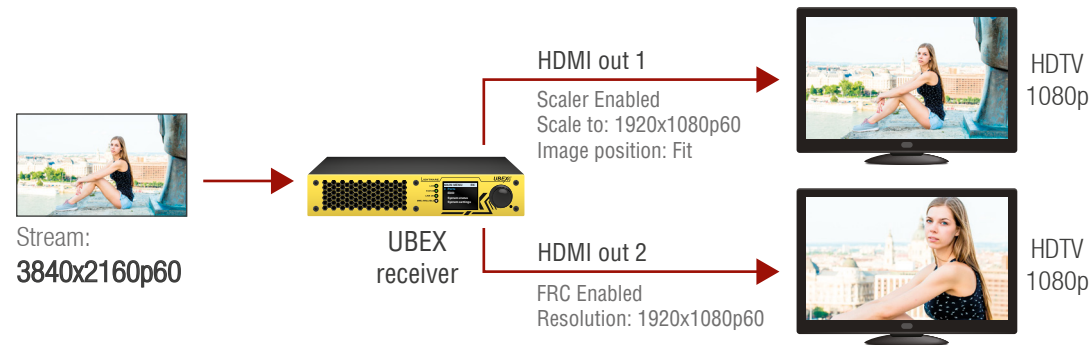 Stream:
3840x2160p60
UBEX
UBEX
receiver
HDMI out 1
Scaler Enabled
Scale to: 1920x1080p60
Image position: Fit
HDTV
1080p
HDMI out 2
FRC Enabled
Resolution: 1920x1080p60
HDTV
1080p